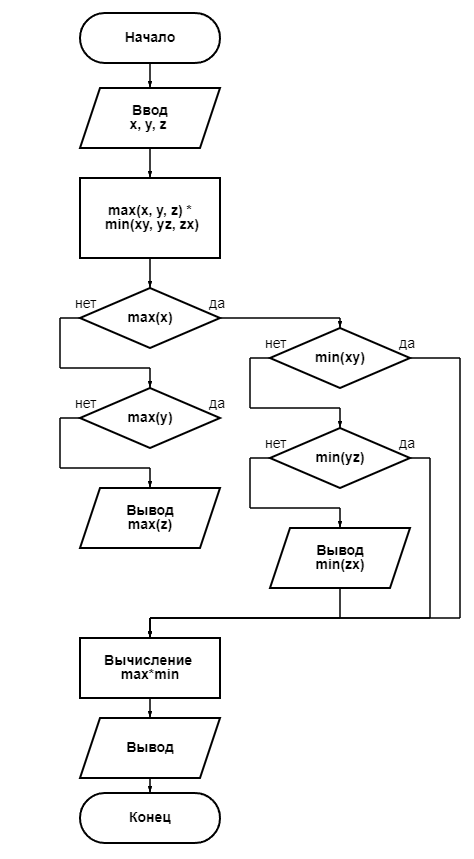 Начало
Ввод
x, y, z
max(x, y, z) *
min(xy, yz, zx)
нет
да
max(x)
нет
да
min(xy)
нет
да
max(y)
нет
да
min(yz)
Вывод
max(z)
Вывод
min(zx)
Вычисление
max*min
Вывод
Конец